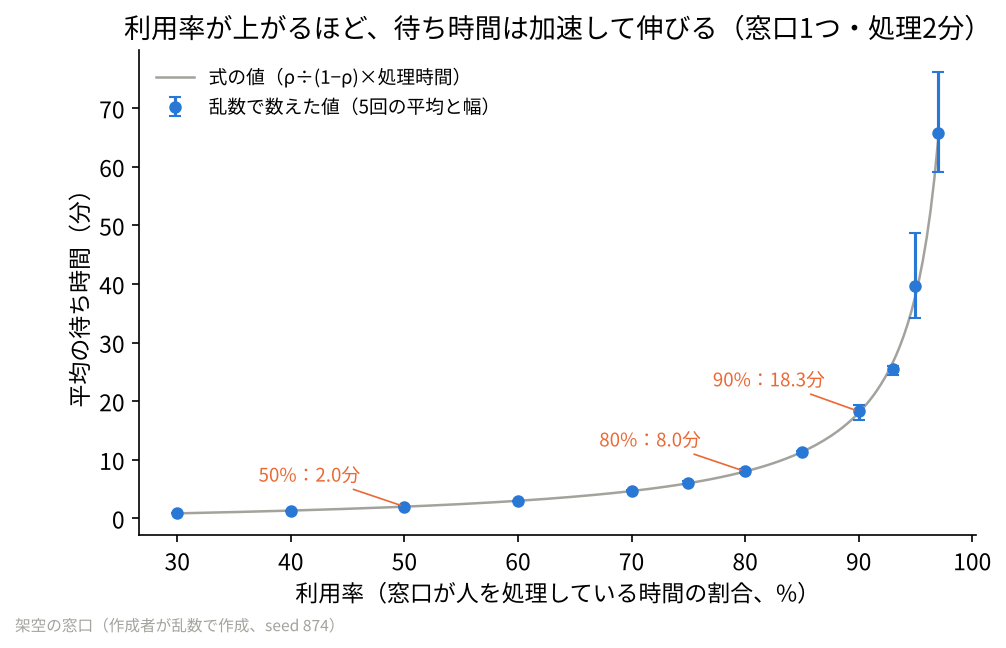 利用率が上がるほど、待ち時間は加速して伸びる（窓口1つ・処理2分）
式の値（ρ÷(1−ρ)×処理時間）
乱数で数えた値（5回の平均と幅）
平均の待ち時間（分）
70
60
50
40
30
20
10
0
90%：18.3分
80%：8.0分
50%：2.0分
30 40 50 60 70 80 90 100
利用率（窓口が人を処理している時間の割合、%）
架空の窓口（作成者が乱数で作成、seed 874）